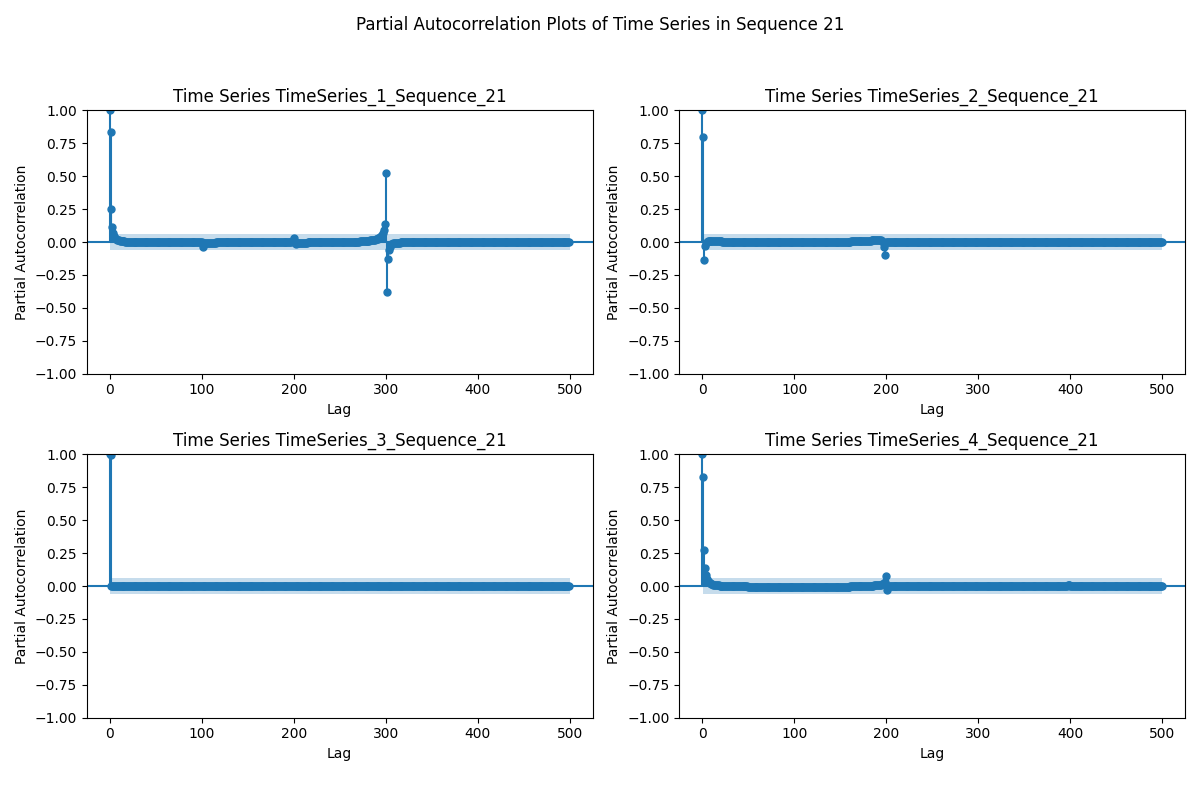 Partial Autocorrelation Plots of Time Series in Sequence 21
Time Series TimeSeries_1_Sequence_21
Partial Autocorrelation
1.00
0.75
0.50
0.25
0.00
−0.25
−0.50
−0.75
−1.00
0 100 200 300 400 500
Lag
Time Series TimeSeries_2_Sequence_21
Partial Autocorrelation
1.00
0.75
0.50
0.25
0.00
−0.25
−0.50
−0.75
−1.00
0 100 200 300 400 500
Lag
Time Series TimeSeries_3_Sequence_21
Partial Autocorrelation
1.00
0.75
0.50
0.25
0.00
−0.25
−0.50
−0.75
−1.00
0 100 200 300 400 500
Lag
Time Series TimeSeries_4_Sequence_21
Partial Autocorrelation
1.00
0.75
0.50
0.25
0.00
−0.25
−0.50
−0.75
−1.00
0 100 200 300 400 500
Lag